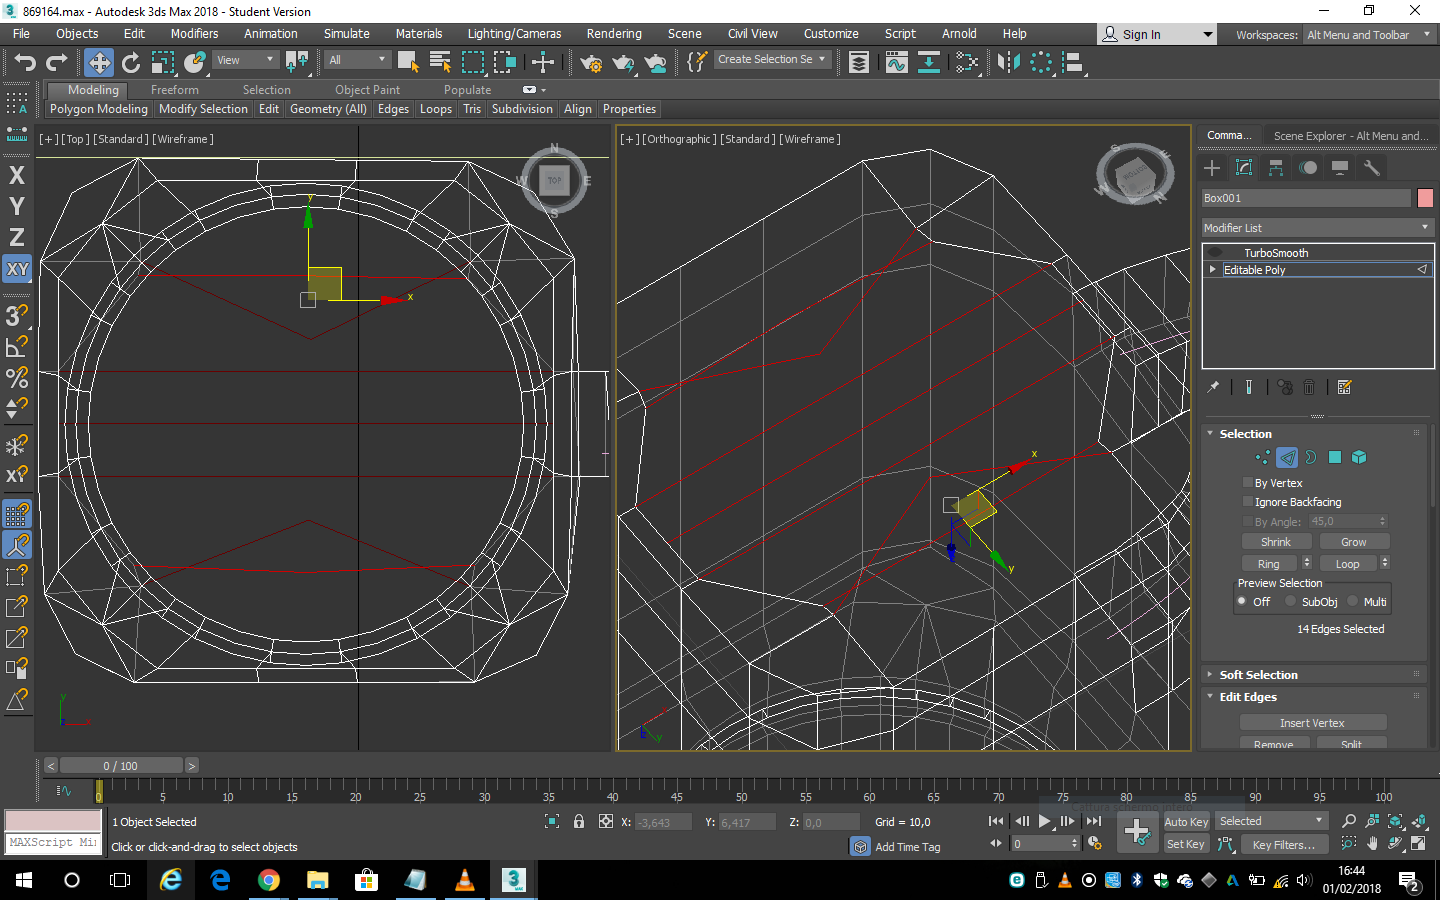 869164.max - Autodesk 3ds Max 2018 - Student Version
File Objects Edit Modifiers Animation Simulate Materials Lighting/Cameras Rendering Scene Civil View Customize Script Arnold Help Sign In Workspaces: Alt Menu and Toolbar
View All Create Selection Se
Modeling Freeform Selection Object Paint Populate
Polygon Modeling Modify Selection Edit Geometry (All) Edges Loops Tris Subdivision Align Properties
[+] [Top] [Standard] [Wireframe]
[+] [Orthographic] [Standard] [Wireframe]
Comma... Scene Explorer - Alt Menu and...
X
Y
Z
XY
N
W TOP E
S
y
x
x
y
Box001
Modifier List
TurboSmooth
Editable Poly
Selection
By Vertex
Ignore Backfacing
By Angle: 45,0
Shrink Grow
Ring Loop
Preview Selection
Off SubObj Multi
14 Edges Selected
Soft Selection
Edit Edges
Insert Vertex
Remove Split
< 0 / 100 >
0 5 10 15 20 25 30 35 40 45 50 55 60 65 70 75 80 85 90 95 100
Cattura schermo intero
1 Object Selected X: -3,643 Y: 6,417 Z: 0,0 Grid = 10,0 Auto Key Selected
MAXScript Mi Click or click-and-drag to select objects Add Time Tag 0 Set Key Key Filters...
16:44
01/02/2018
2